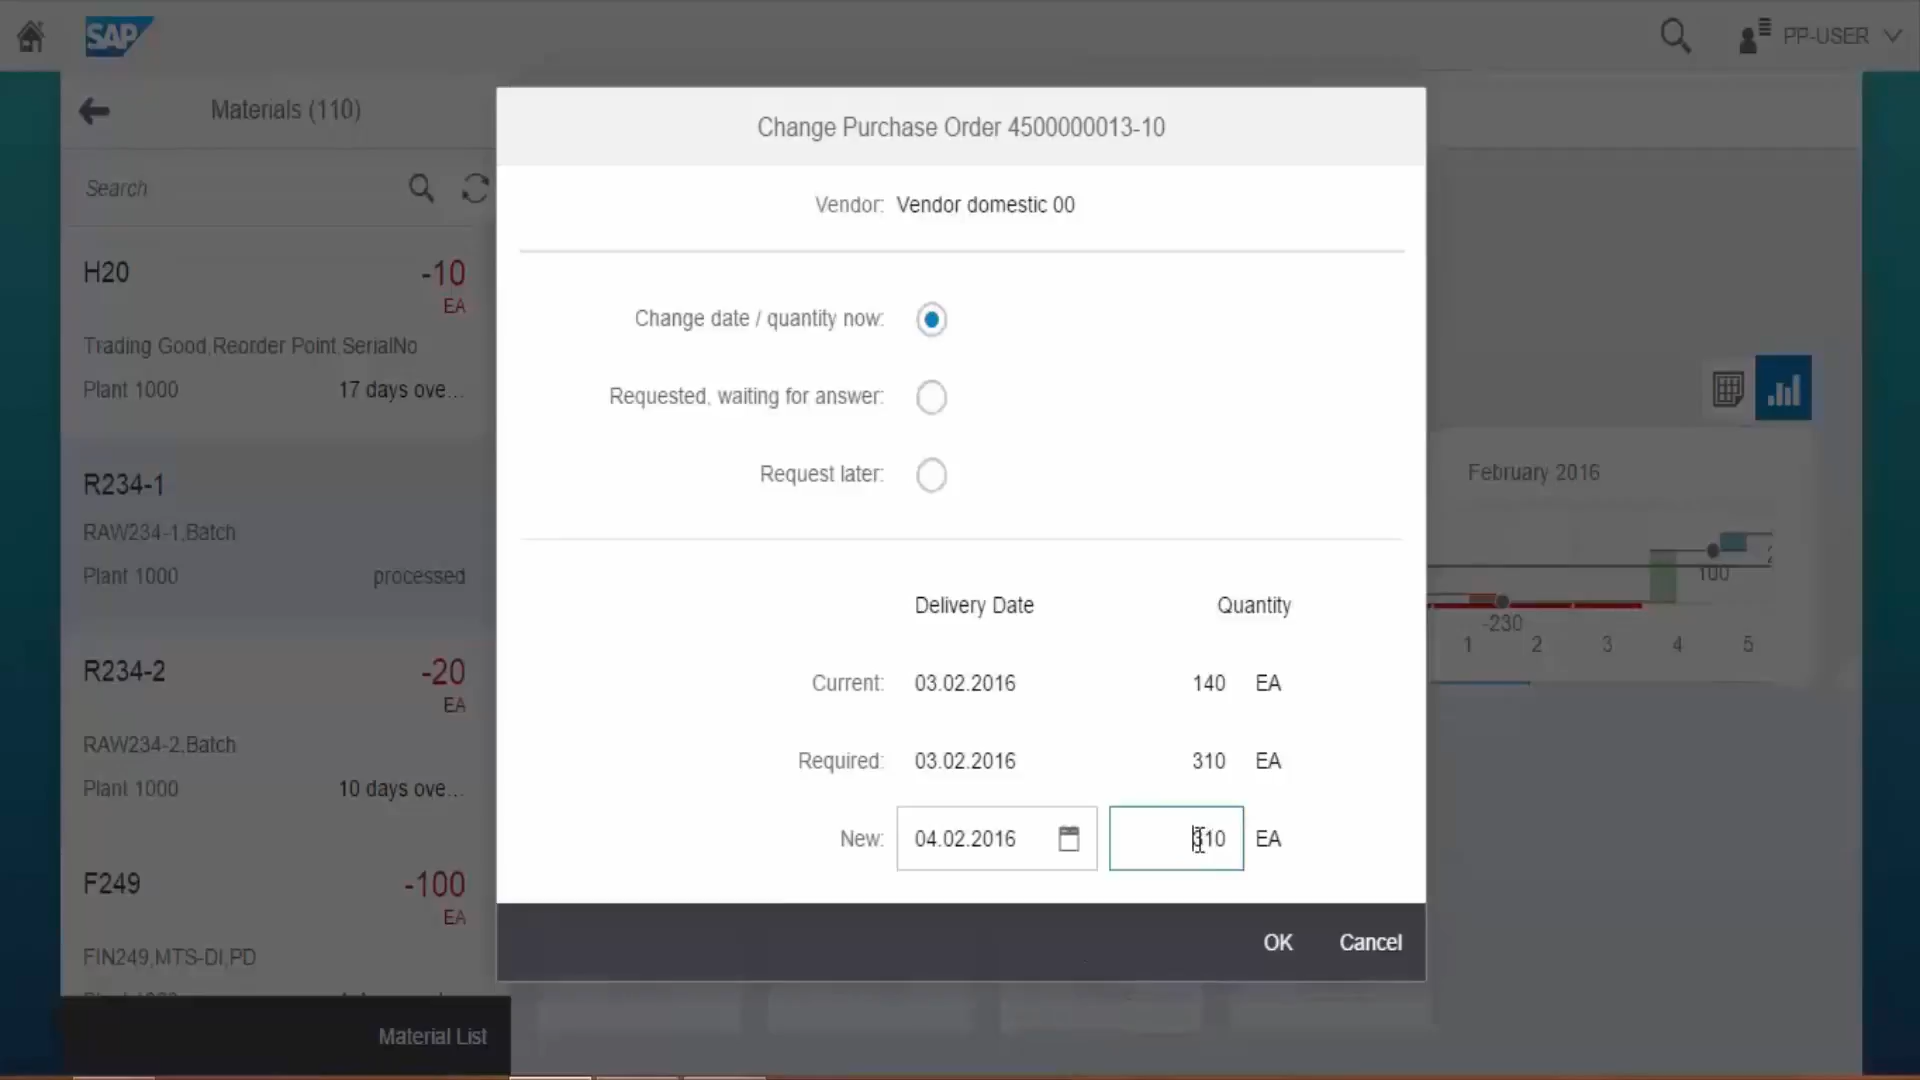 SAP
PP-USER
Materials (110)
Search
H20
-10
EA
Trading Good,Reorder Point,SerialNo
Plant 1000
17 days ove...
R234-1
RAW234-1,Batch
Plant 1000
processed
R234-2
-20
EA
RAW234-2,Batch
Plant 1000
10 days ove...
F249
-100
EA
FIN249,MTS-DI,PD
Material List
Change Purchase Order 4500000013-10
Vendor: Vendor domestic 00
Change date / quantity now:
Requested, waiting for answer:
Request later:
Delivery Date Quantity
Current: 03.02.2016 140 EA
Required: 03.02.2016 310 EA
New: 04.02.2016 310 EA
OK Cancel
February 2016
100
-230
1 2 3 4 5